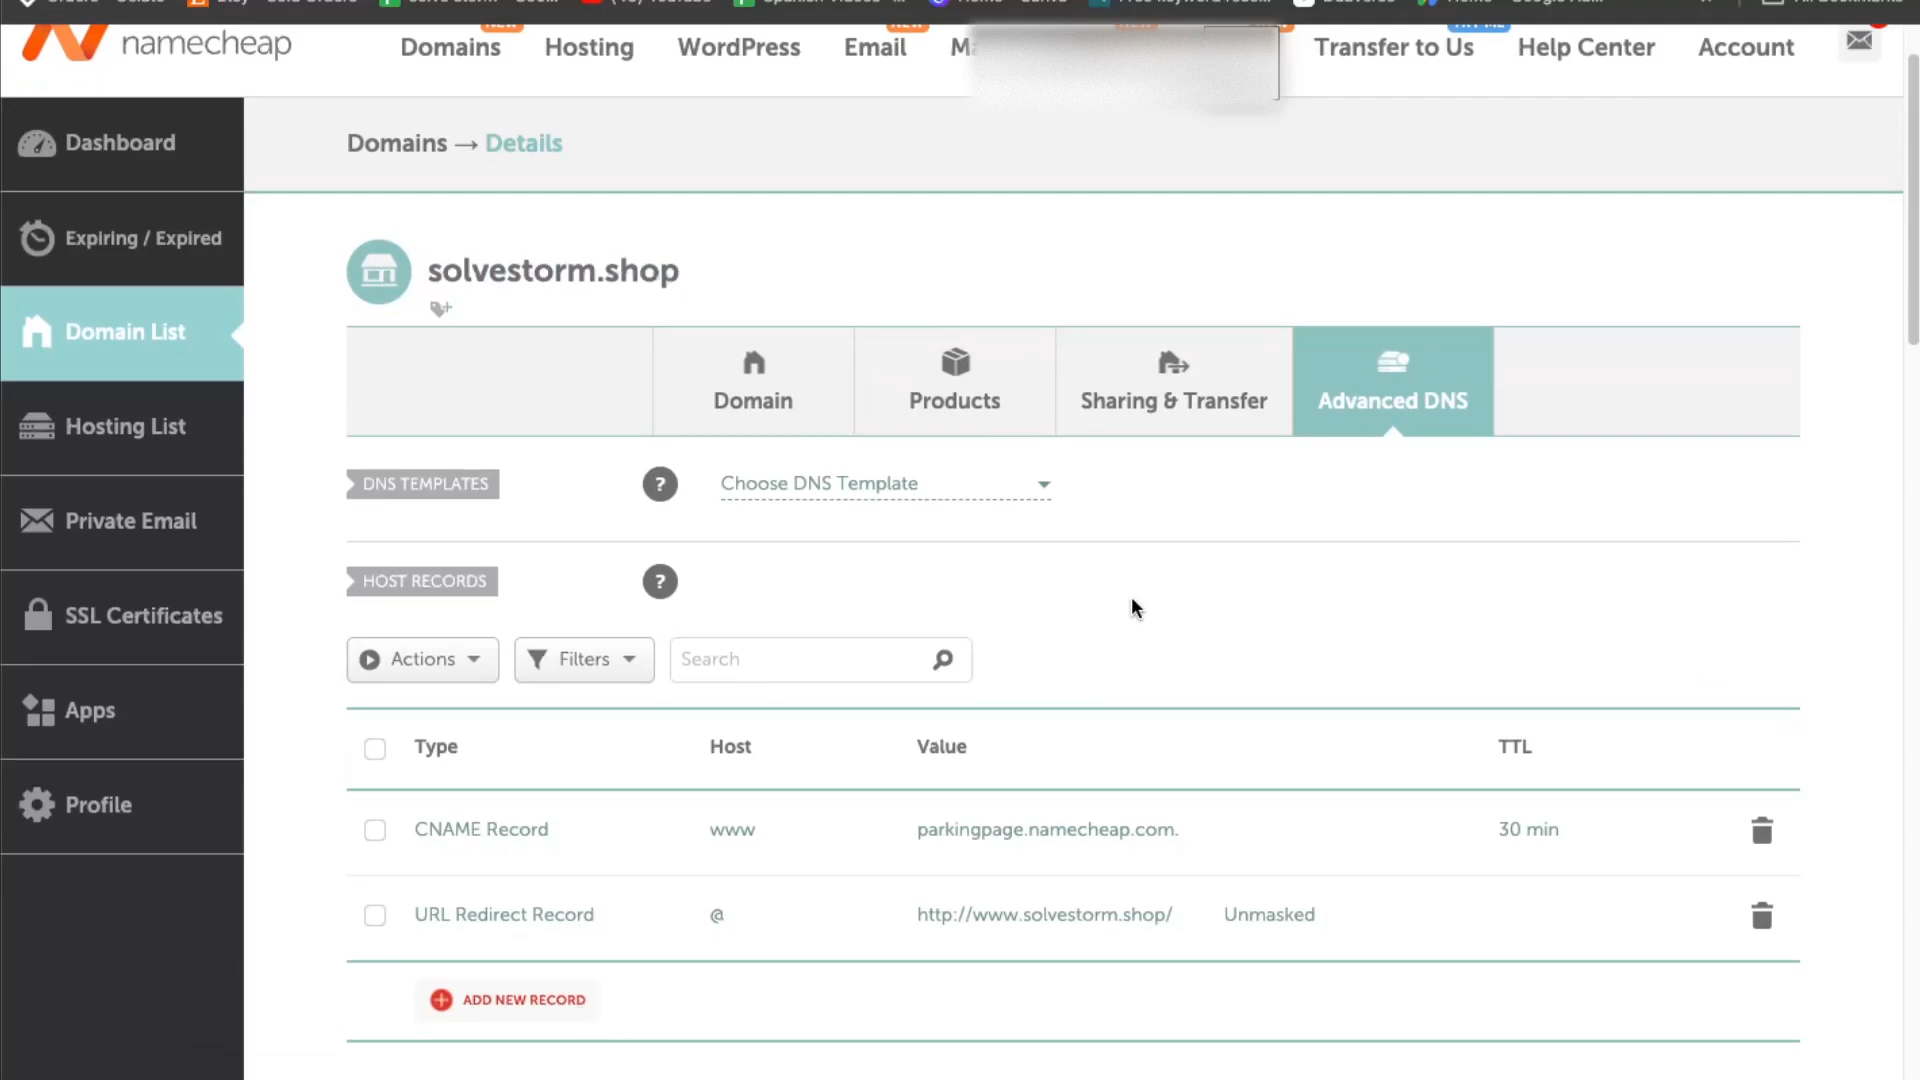 namecheap
Domains
Hosting
WordPress
Email
Transfer to Us
Help Center
Account
Dashboard
Expiring / Expired
Domain List
Hosting List
Private Email
SSL Certificates
Apps
Profile
Domains → Details
solvestorm.shop
Domain
Products
Sharing & Transfer
Advanced DNS
DNS TEMPLATES
?
Choose DNS Template
HOST RECORDS
?
Actions
Filters
Search
Type Host Value TTL
CNAME Record www parkingpage.namecheap.com. 30 min
URL Redirect Record @ http://www.solvestorm.shop/ Unmasked
ADD NEW RECORD